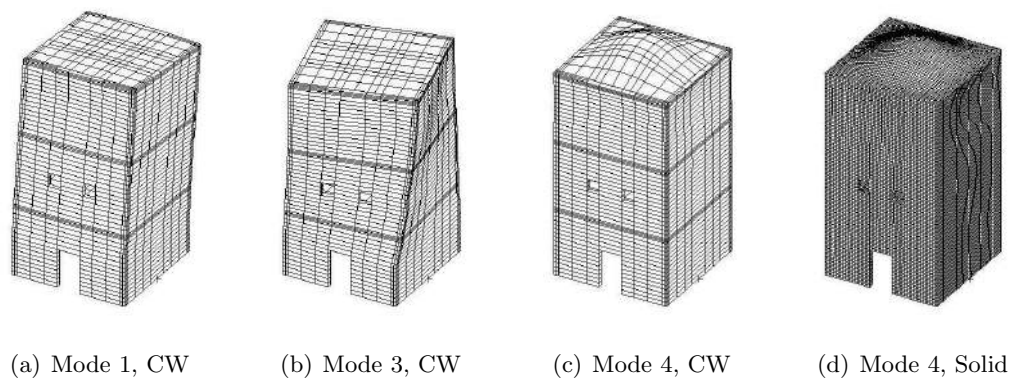 (a) Mode 1, CW
(b) Mode 3, CW
(c) Mode 4, CW
(d) Mode 4, Solid